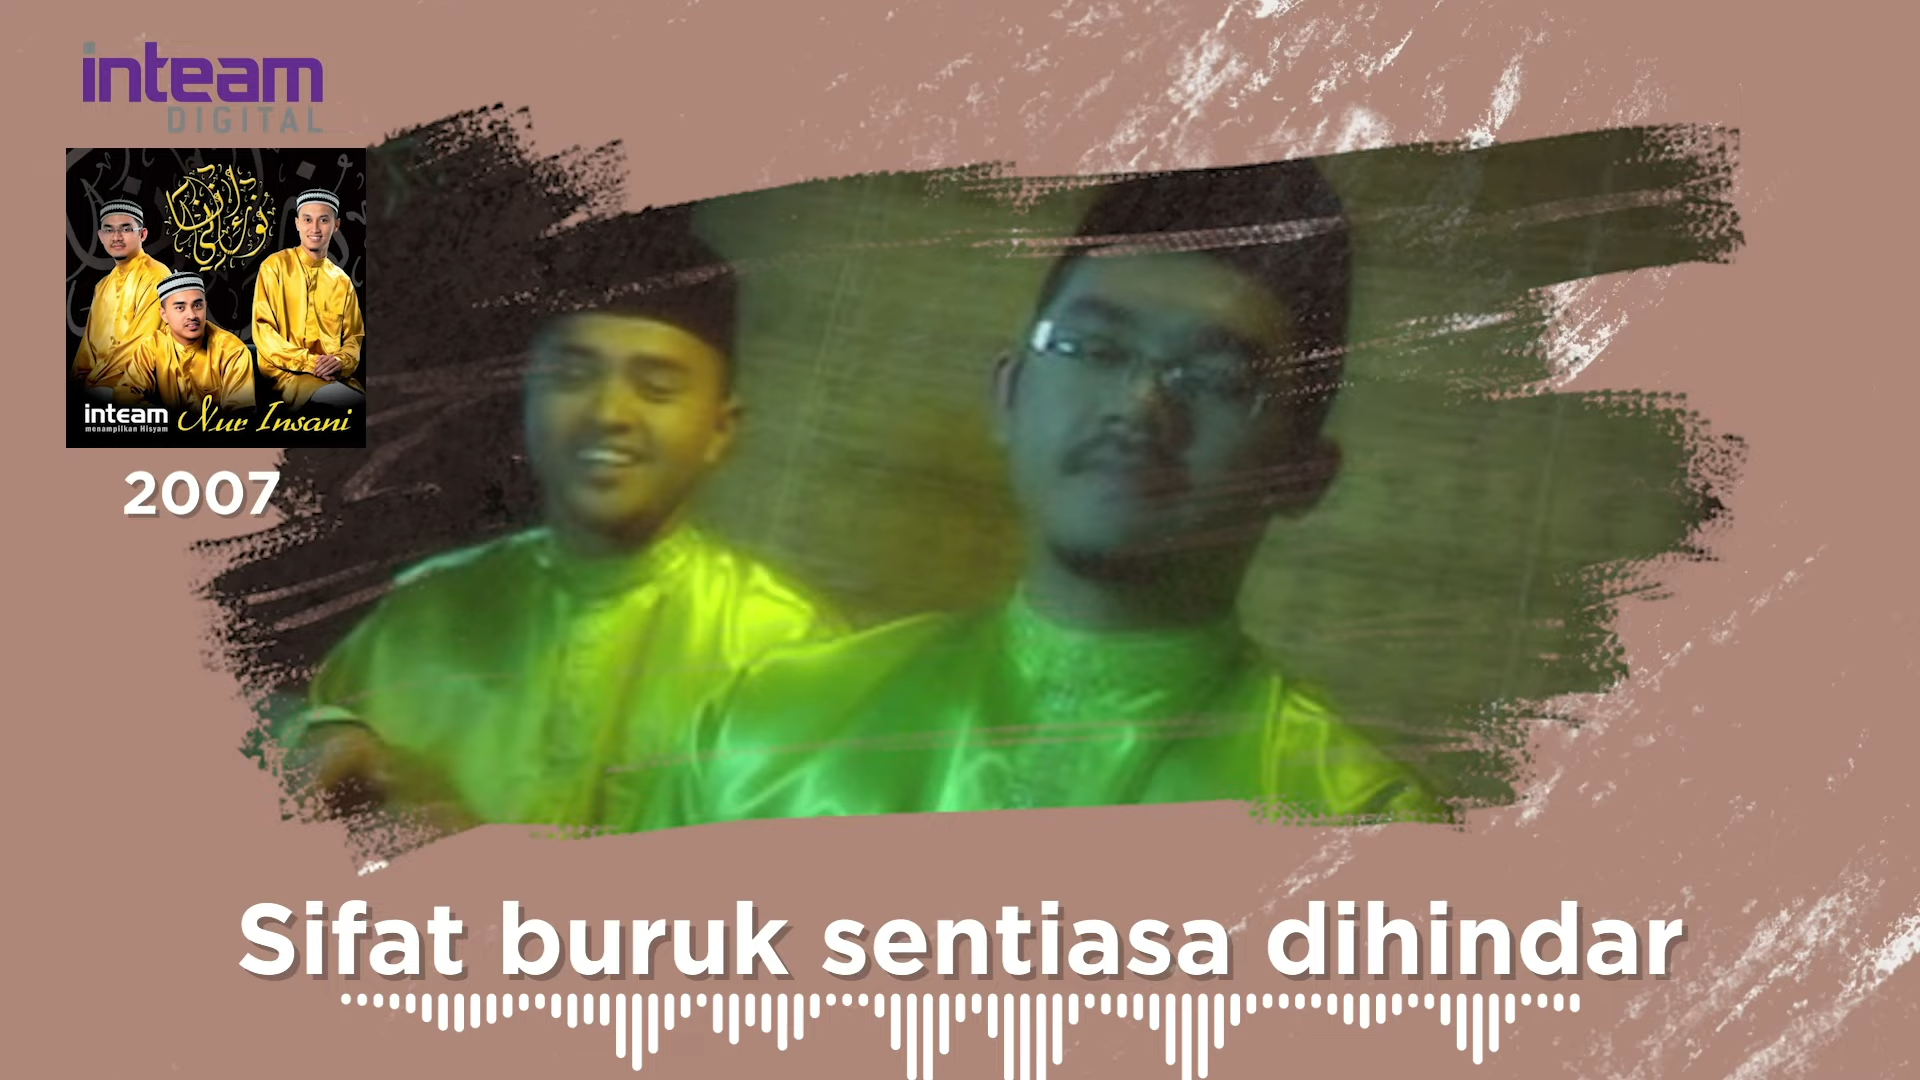 inteam
DIGITAL
inteam
menampilkan Hisyam
Nur Insani
2007
Sifat buruk sentiasa dihindar